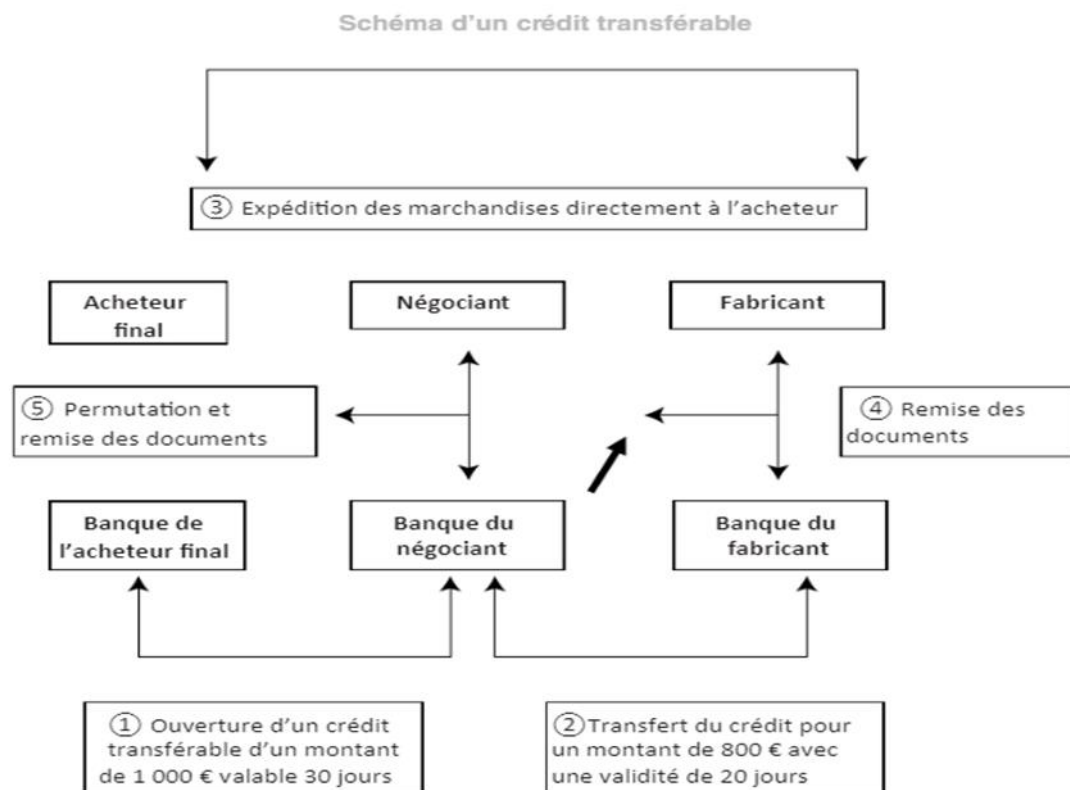 Schéma d'un crédit transférable
③ Expédition des marchandises directement à l'acheteur
Acheteur
final
Négociant
Fabricant
⑤ Permutation et
remise des documents
④ Remise des
documents
Banque de
l'acheteur final
Banque du
négociant
Banque du
fabricant
① Ouverture d'un crédit
transférable d'un montant
de 1 000 € valable 30 jours
② Transfert du crédit pour
un montant de 800 € avec
une validité de 20 jours